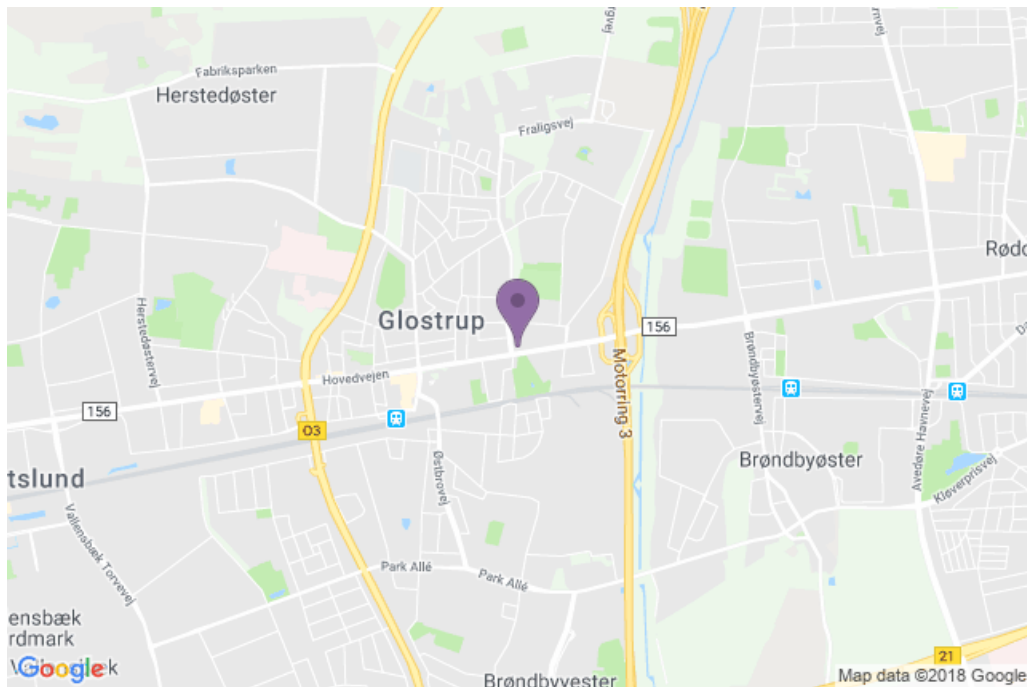 Fabriksparken
Herstedøster
Fraligsvej
Rødo
Herstedøstervej
Glostrup
156
Motorring 3
Brøndbyøstervej
Hovedvejen
156
O3
Østbrovej
Avedøre Havnevej
Brøndbyøster
Kløverprisvej
tslund
Vallensbæk Torvevej
Park Allé
Park Allé
ensbæk
rdmark
Google
21
Map data ©2018 Google
Brøndbyvester